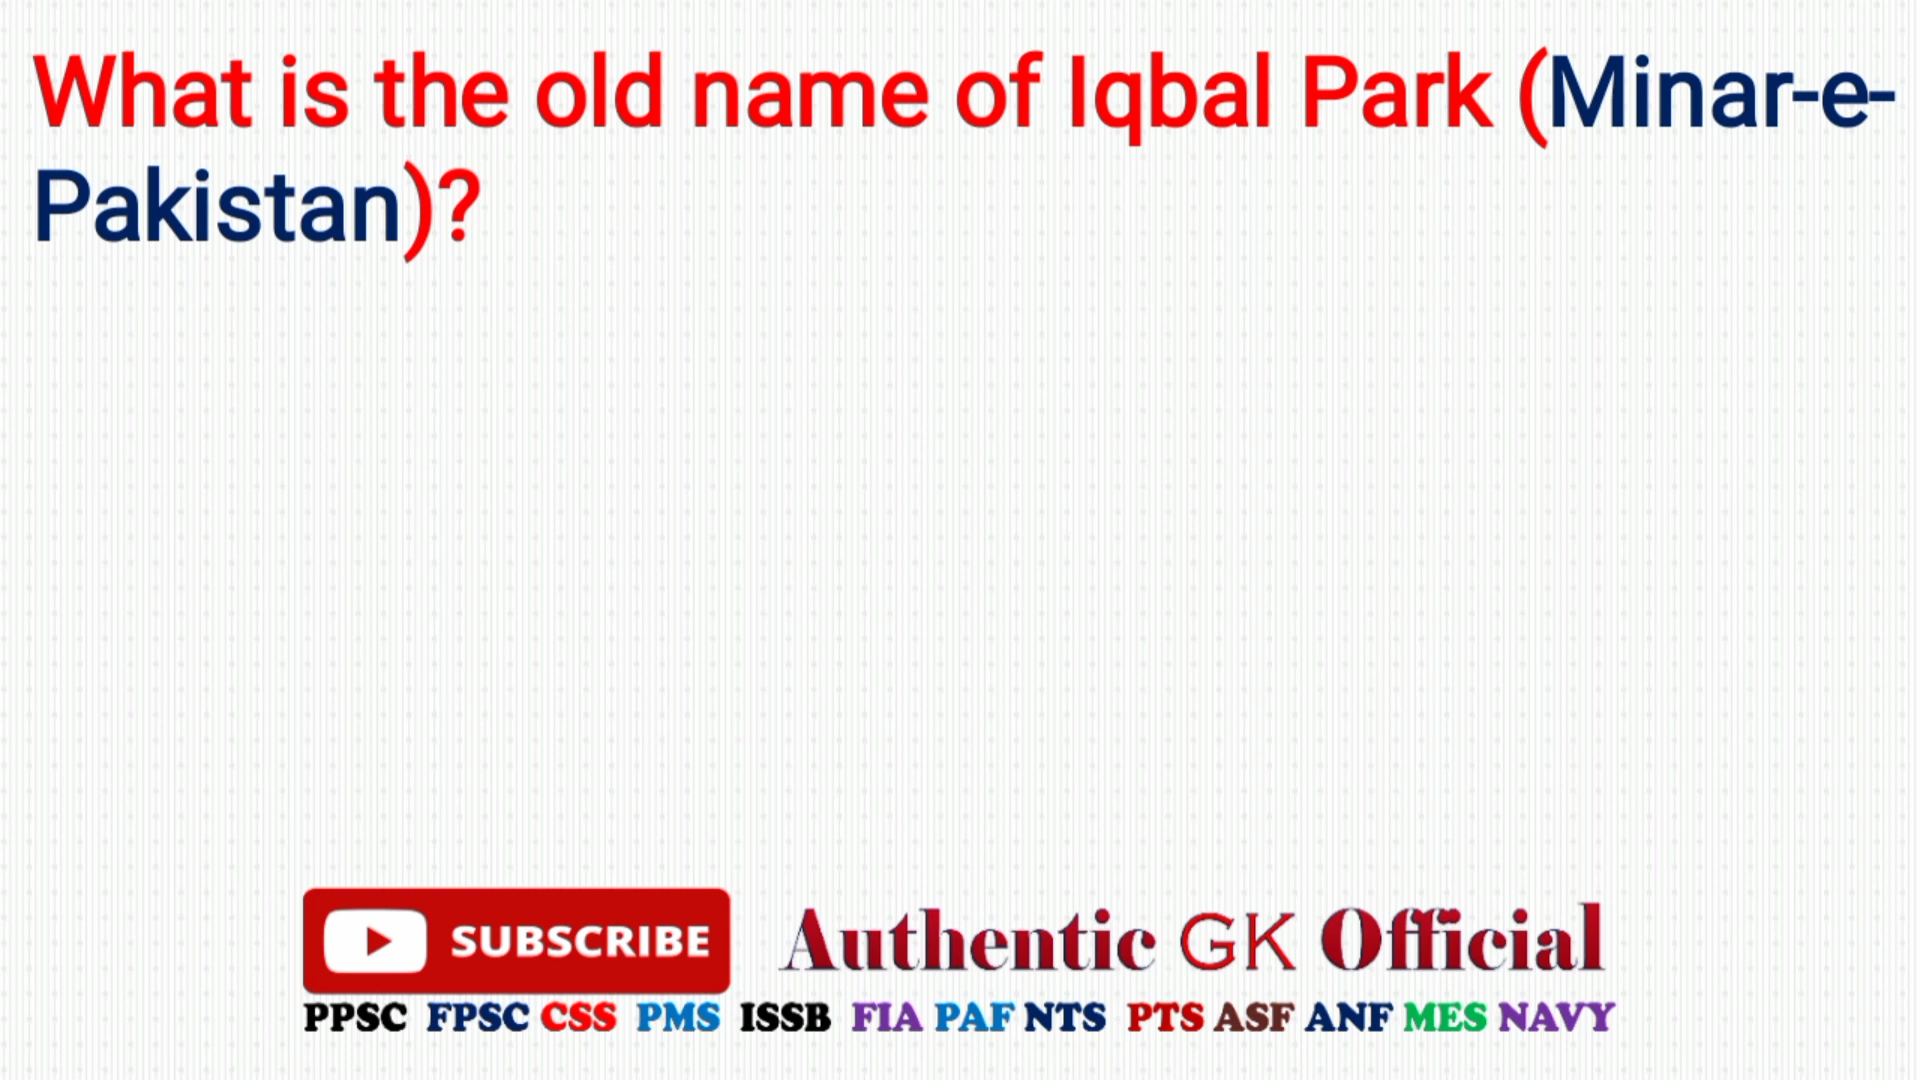 What is the old name of Iqbal Park (Minar-e-
Pakistan)?
SUBSCRIBE Authentic GK Official
PPSC FPSC CSS PMS ISSB FIA PAF NTS PTS ASF ANF MES NAVY